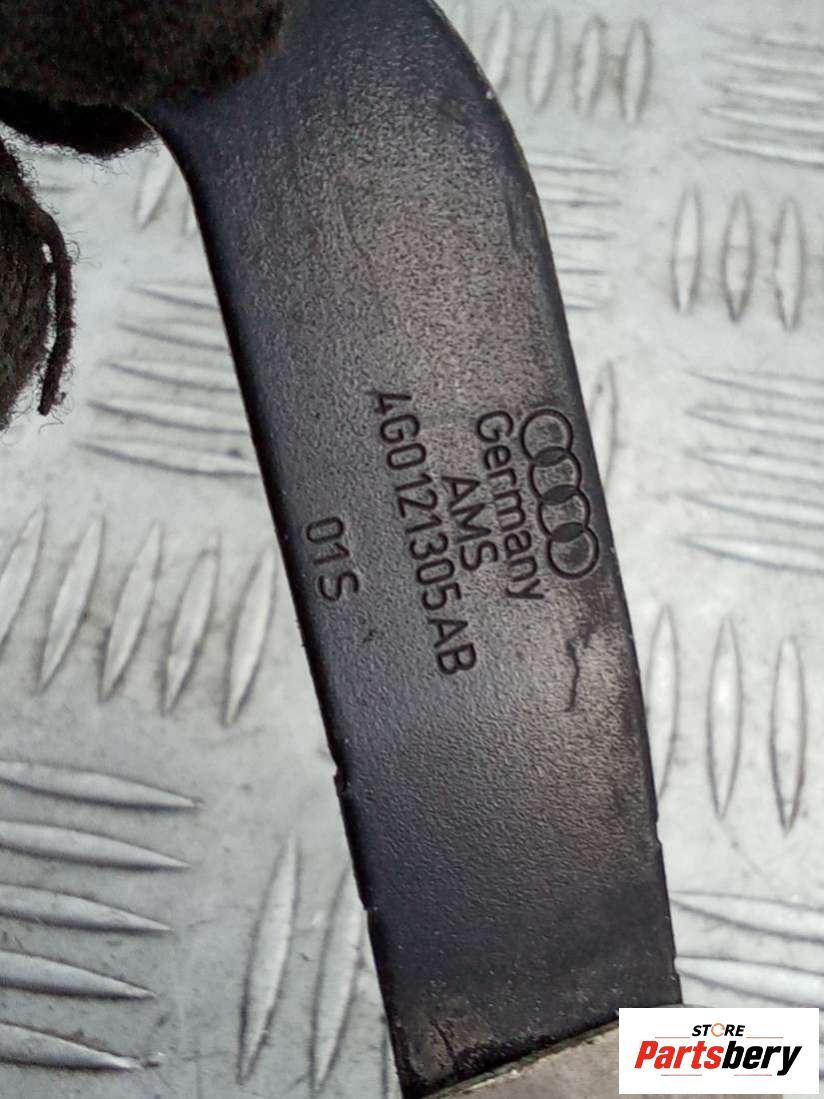 Germany
AMS
4G0121305AB
01S
STORE
Partsbery